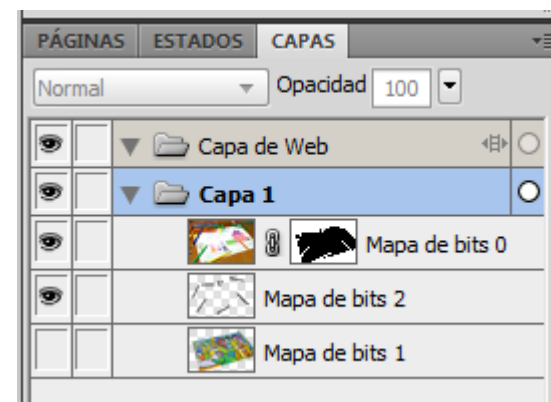 PÁGINAS ESTADOS CAPAS
Normal Opacidad 100
Capa de Web
Capa 1
Mapa de bits 0
Mapa de bits 2
Mapa de bits 1